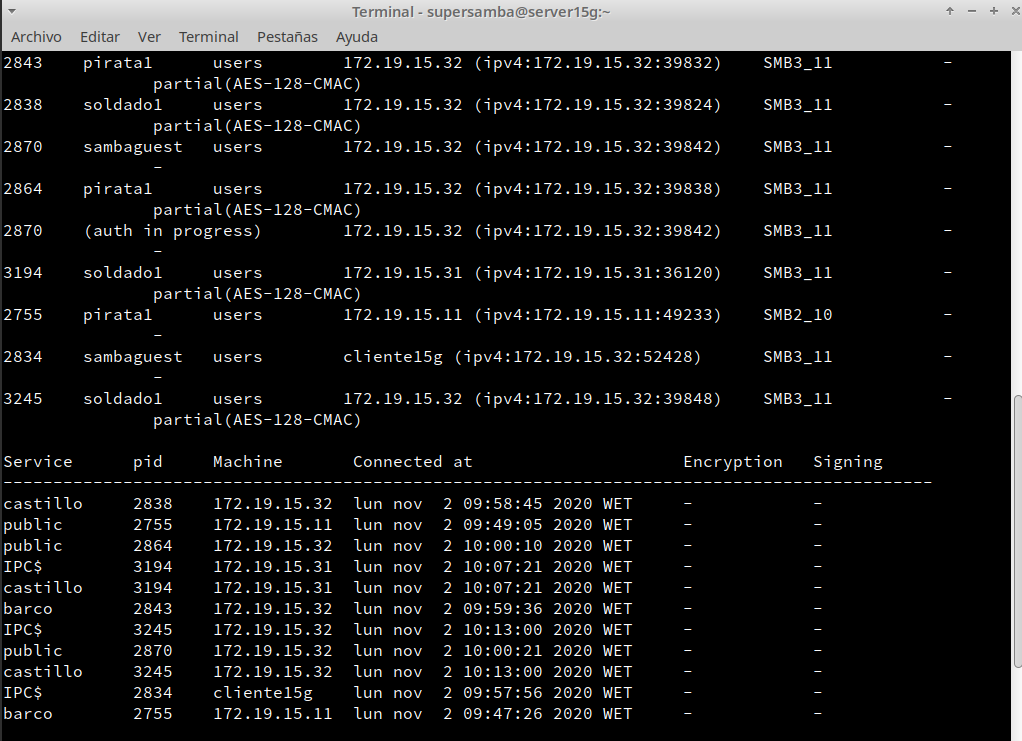 Terminal - supersamba@server15g:~
Archivo Editar Ver Terminal Pestañas Ayuda
2843    pirata1      users        172.19.15.32 (ipv4:172.19.15.32:39832)    SMB3_11           -
               partial(AES-128-CMAC)
2838    soldado1     users        172.19.15.32 (ipv4:172.19.15.32:39824)    SMB3_11           -
               partial(AES-128-CMAC)
2870    sambaguest   users        172.19.15.32 (ipv4:172.19.15.32:39842)    SMB3_11           -
               -
2864    pirata1      users        172.19.15.32 (ipv4:172.19.15.32:39838)    SMB3_11           -
               partial(AES-128-CMAC)
2870    (auth in progress)        172.19.15.32 (ipv4:172.19.15.32:39842)    SMB3_11           -
               -
3194    soldado1     users        172.19.15.31 (ipv4:172.19.15.31:36120)    SMB3_11           -
               partial(AES-128-CMAC)
2755    pirata1      users        172.19.15.11 (ipv4:172.19.15.11:49233)    SMB2_10           -
               -
2834    sambaguest   users        cliente15g (ipv4:172.19.15.32:52428)      SMB3_11           -
               -
3245    soldado1     users        172.19.15.32 (ipv4:172.19.15.32:39848)    SMB3_11           -
               partial(AES-128-CMAC)
Service      pid     Machine       Connected at                     Encryption   Signing
---------------------------------------------------------------------------------------------
castillo     2838    172.19.15.32  lun nov  2 09:58:45 2020 WET     -            -
public       2755    172.19.15.11  lun nov  2 09:49:05 2020 WET     -            -
public       2864    172.19.15.32  lun nov  2 10:00:10 2020 WET     -            -
IPC$         3194    172.19.15.31  lun nov  2 10:07:21 2020 WET     -            -
castillo     3194    172.19.15.31  lun nov  2 10:07:21 2020 WET     -            -
barco        2843    172.19.15.32  lun nov  2 09:59:36 2020 WET     -            -
IPC$         3245    172.19.15.32  lun nov  2 10:13:00 2020 WET     -            -
public       2870    172.19.15.32  lun nov  2 10:00:21 2020 WET     -            -
castillo     3245    172.19.15.32  lun nov  2 10:13:00 2020 WET     -            -
IPC$         2834    cliente15g    lun nov  2 09:57:56 2020 WET     -            -
barco        2755    172.19.15.11  lun nov  2 09:47:26 2020 WET     -            -